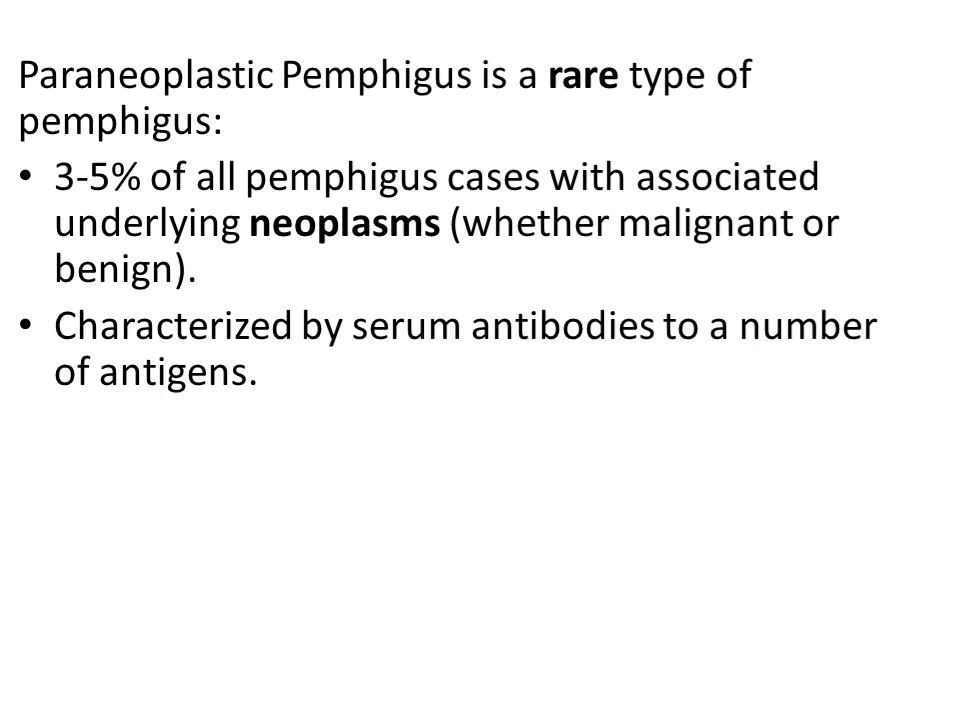 Paraneoplastic Pemphigus is a rare type of
pemphigus:
• 3-5% of all pemphigus cases with associated
underlying neoplasms (whether malignant or
benign).
• Characterized by serum antibodies to a number
of antigens.